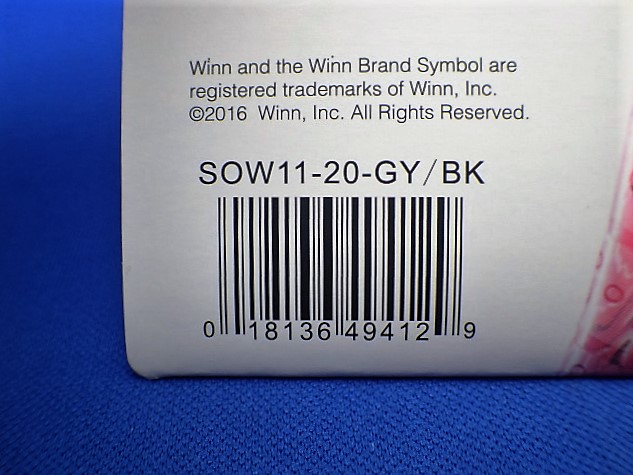 Winn and the Winn Brand Symbol are
registered trademarks of Winn, Inc.
©2016 Winn, Inc. All Rights Reserved.
SOW11-20-GY/BK
0 18136 49412 9